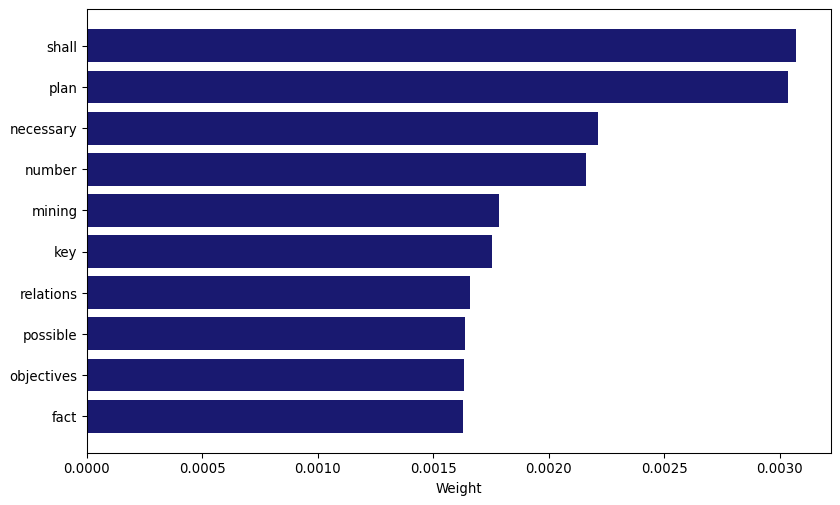 shall
plan
necessary
number
mining
key
relations
possible
objectives
fact
0.0000 0.0005 0.0010 0.0015 0.0020 0.0025 0.0030
Weight